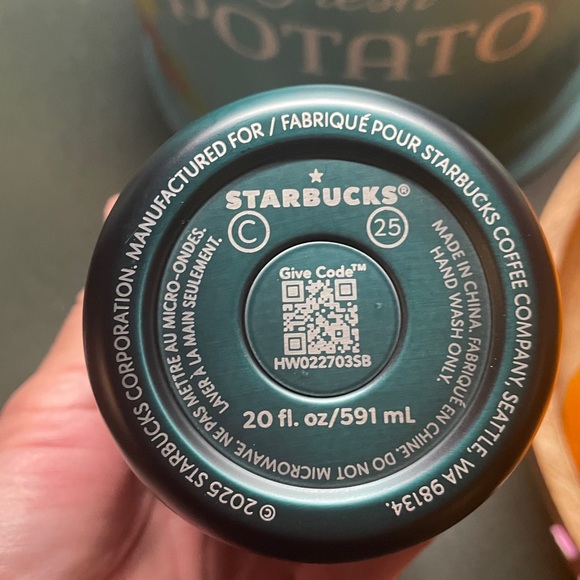 Fresh
POTATO
© 2025 STARBUCKS CORPORATION. MANUFACTURED FOR / FABRIQUÉ POUR STARBUCKS COFFEE COMPANY, SEATTLE, WA 98134.
STARBUCKS®
C
25
MADE IN CHINA. FABRIQUÉ EN CHINE. DO NOT MICROWAVE. NE PAS METTRE AU MICRO-ONDES.
HAND WASH ONLY.
LAVER À LA MAIN SEULEMENT.
Give Code™
HW022703SB
20 fl. oz/591 mL